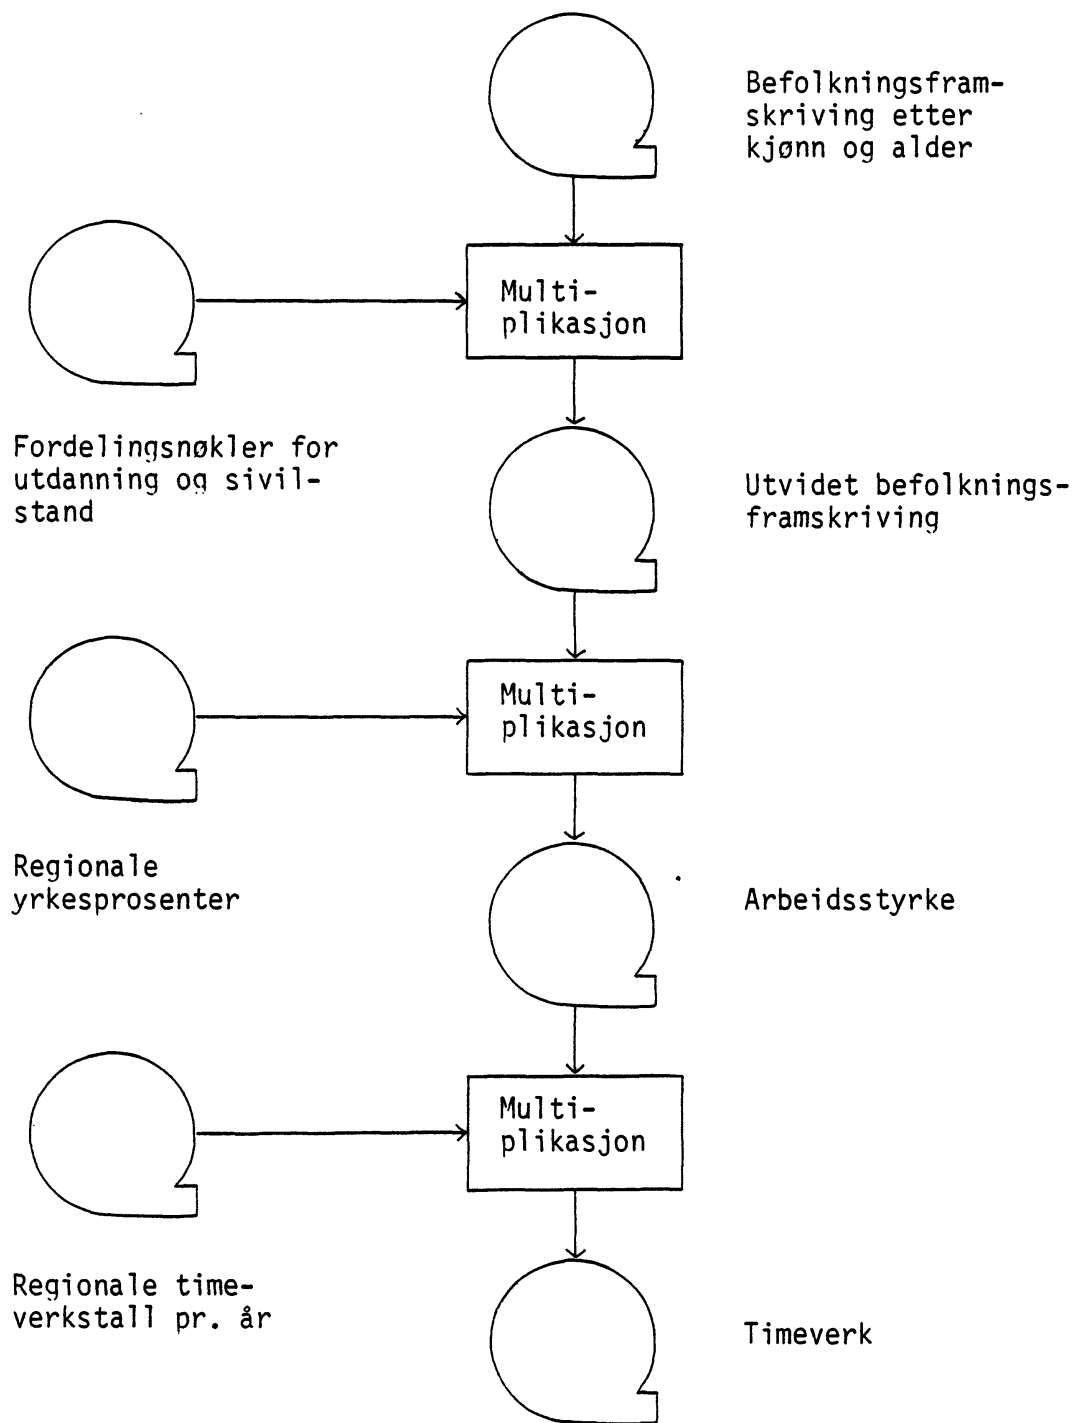 Befolkningsfram-
skriving etter
kjønn og alder
Multi-
plikasjon
Fordelingsnøkler for
utdanning og sivil-
stand
Utvidet befolknings-
framskriving
Multi-
plikasjon
Regionale
yrkesprosenter
Arbeidsstyrke
Multi-
plikasjon
Regionale time-
verkstall pr. år
Timeverk